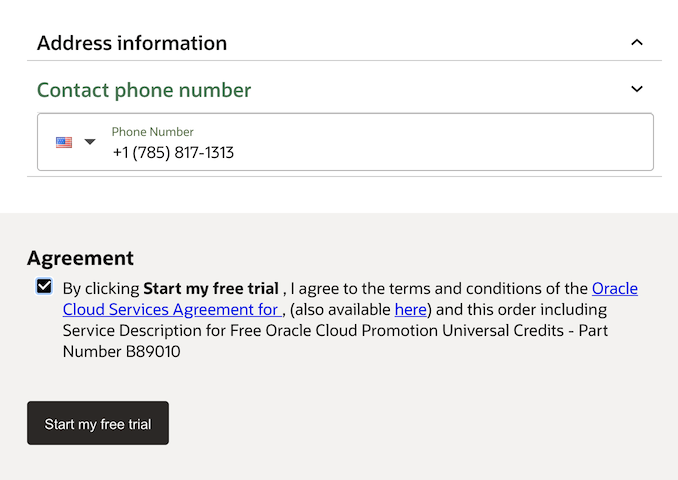 Address information
Contact phone number
Phone Number
+1 (785) 817-1313
Agreement
By clicking Start my free trial , I agree to the terms and conditions of the Oracle
Cloud Services Agreement for , (also available here) and this order including
Service Description for Free Oracle Cloud Promotion Universal Credits - Part
Number B89010
Start my free trial